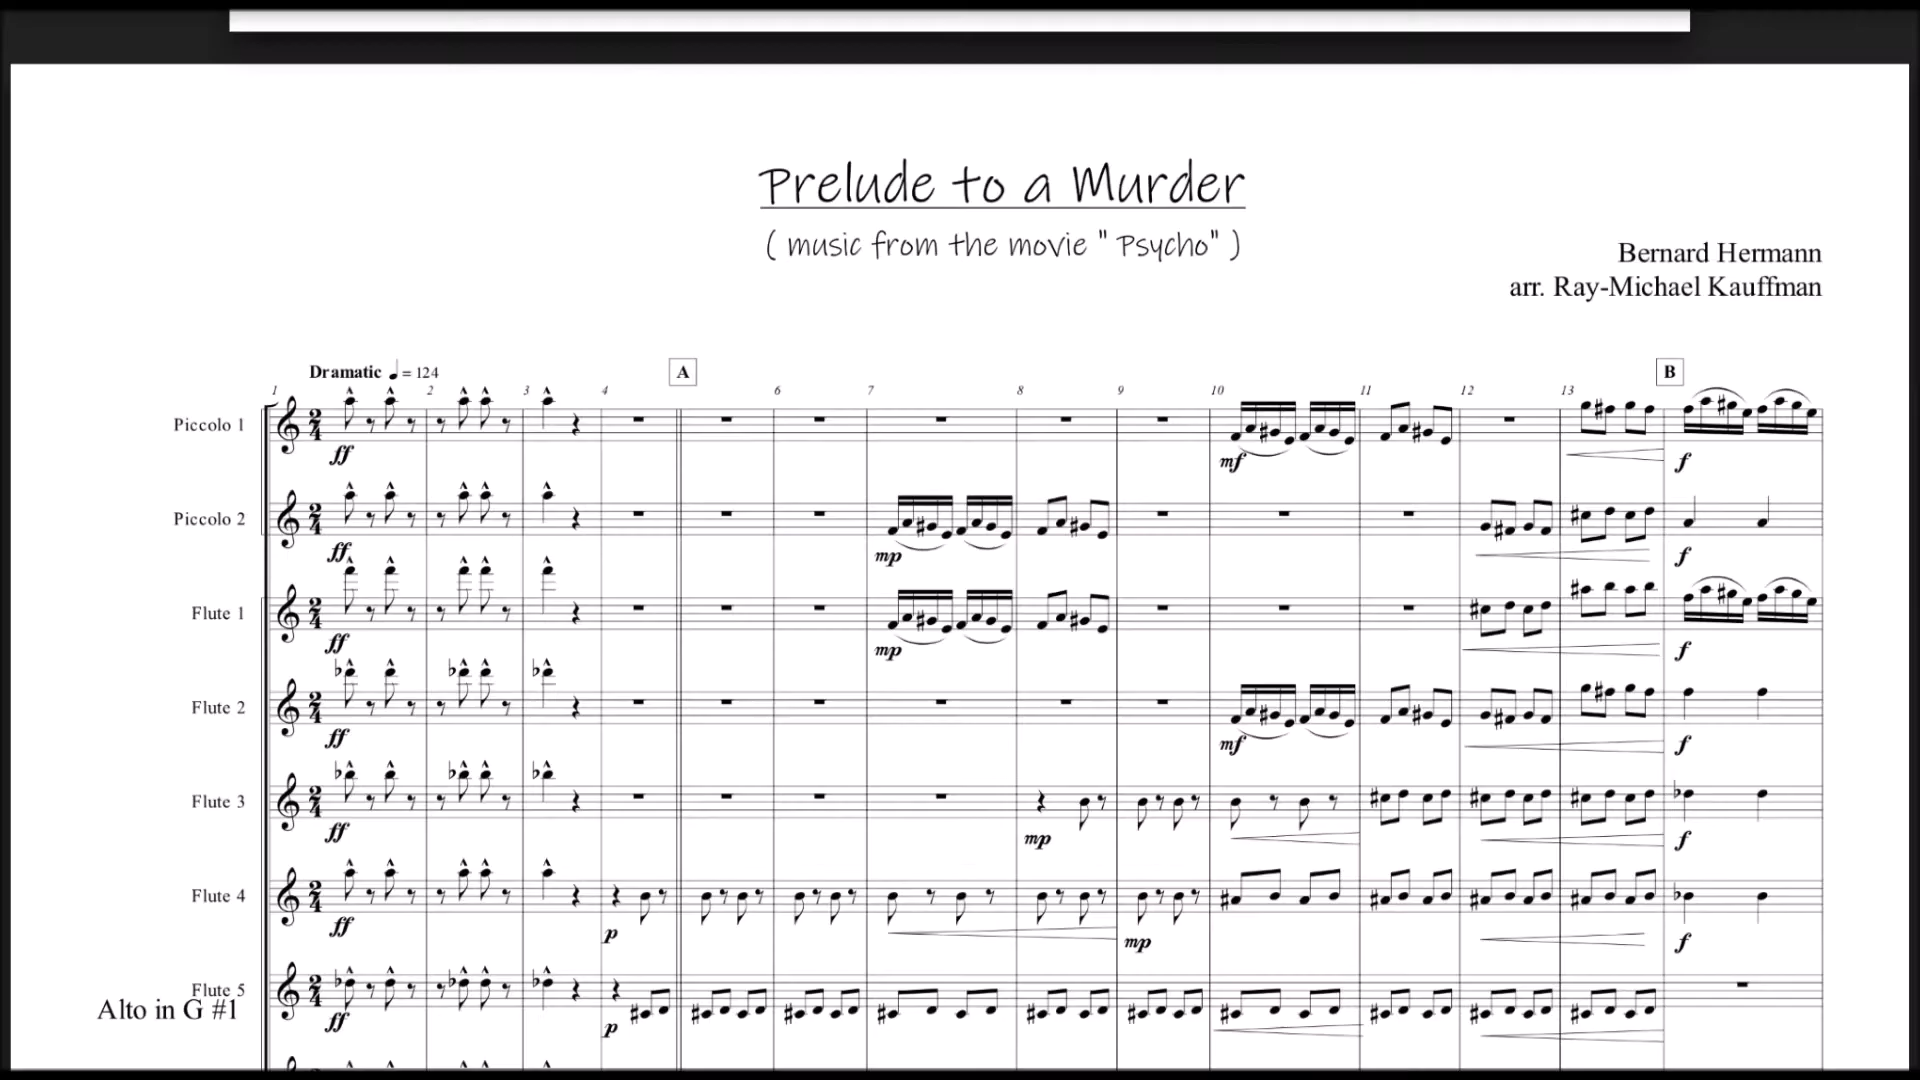 Prelude to a Murder
( music from the movie " Psycho" )
Bernard Hermann
arr. Ray-Michael Kauffman
Dramatic ♩ = 124
A
B
1 2 3 4 6 7 8 9 10 11 12 13
Piccolo 1
ff mf f
Piccolo 2
ff mp f
Flute 1
ff mp f
Flute 2
ff mf f
Flute 3
ff mp f
Flute 4
ff p mp f
Flute 5
Alto in G #1
ff p